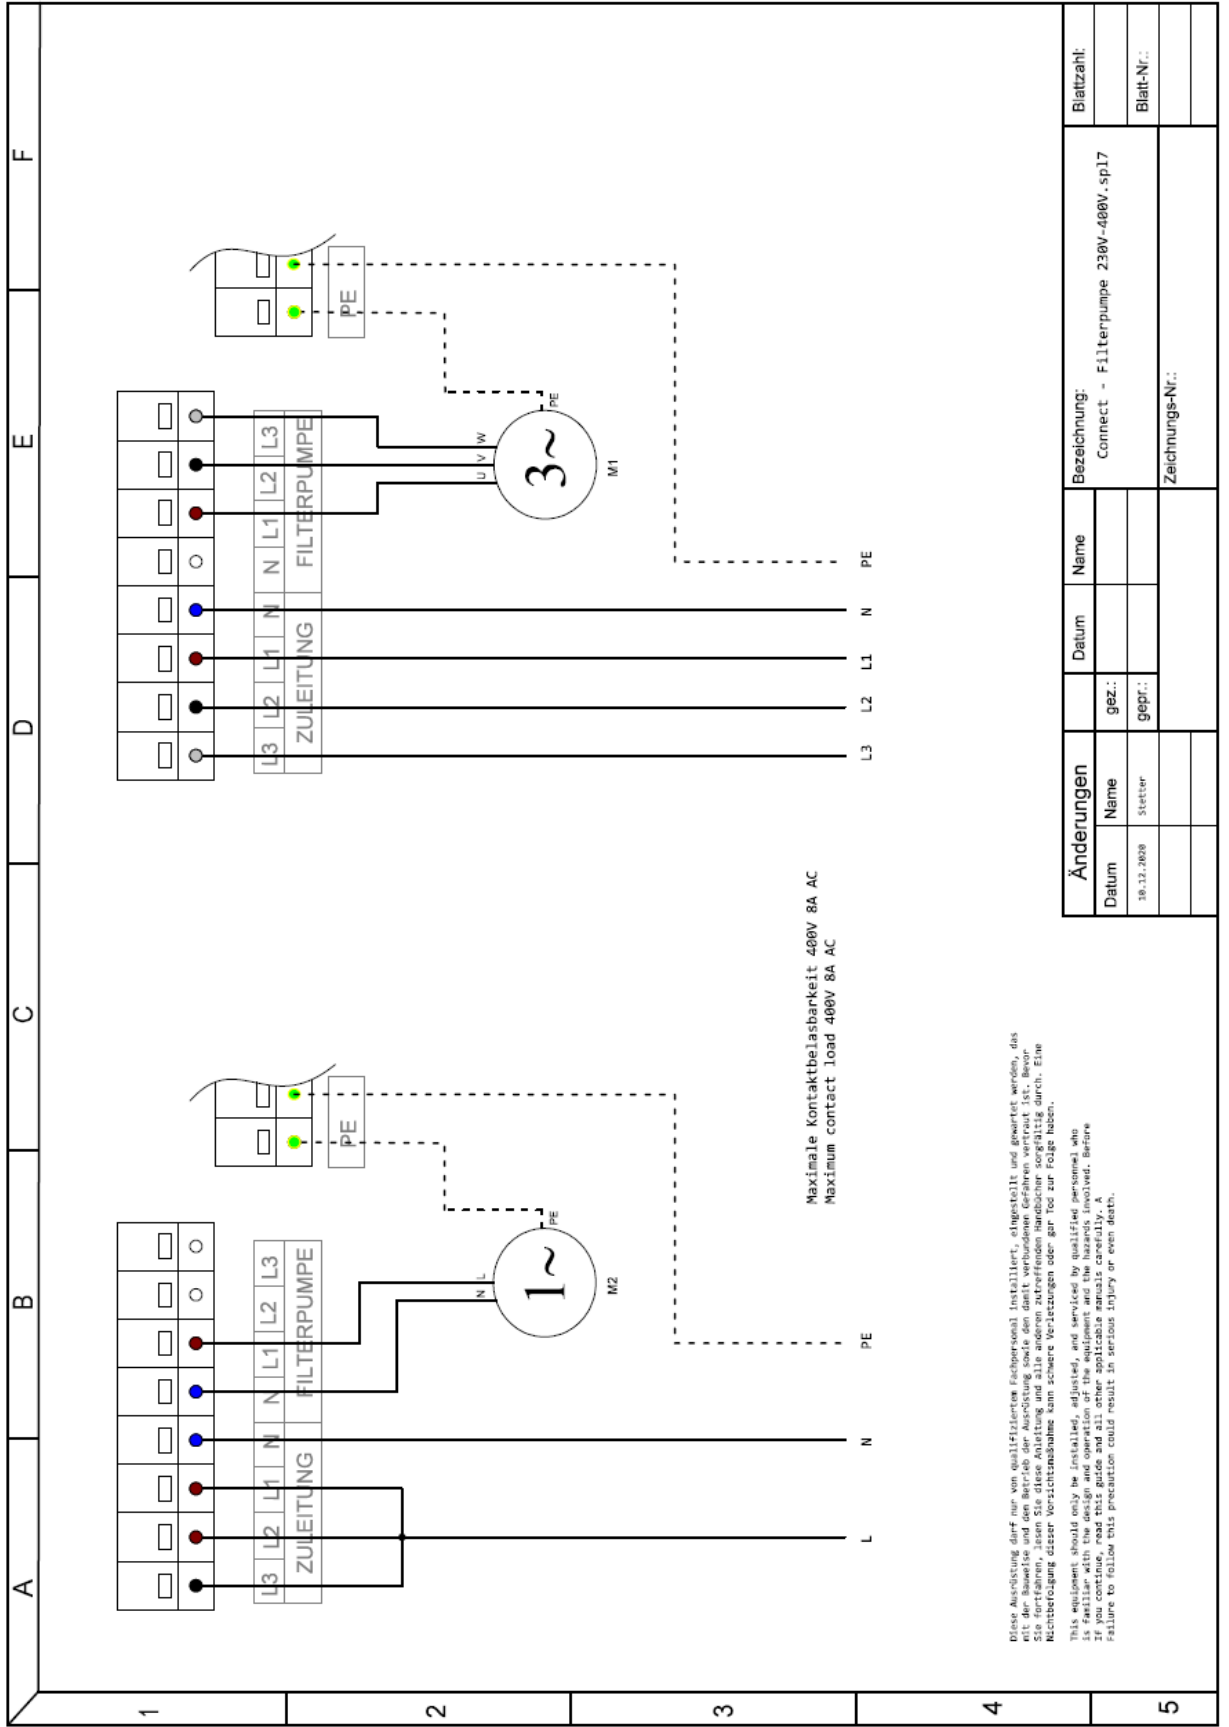 A B C D E F
1
2
3
4
5
L3 L2 L1 N N L1 L2 L3
ZULEITUNG FILTERPUMPE
PE
N L
PE
1~
M2
L N PE
L3 L2 L1 N N L1 L2 L3
ZULEITUNG FILTERPUMPE
PE
U V W
PE
3~
M1
L3 L2 L1 N PE
Maximale Kontaktbelasbarkeit 400V 8A AC
Maximum contact load 400V 8A AC
Diese Ausrüstung darf nur von qualifiziertem Fachpersonal installiert, eingestellt und gewartet werden, das
mit der Bauweise und dem Betrieb der Ausrüstung sowie den damit verbundenen Gefahren vertraut ist. Bevor
Sie fortfahren, lesen Sie diese Anleitung und alle anderen zutreffenden Handbücher sorgfältig durch. Eine
Nichtbefolgung dieser Vorsichtsmaßnahme kann schwere Verletzungen oder gar Tod zur Folge haben.
This equipment should only be installed, adjusted, and serviced by qualified personnel who
is familiar with the design and operation of the equipment and the hazards involved. Before
If you continue, read this guide and all other applicable manuals carefully. A
Failure to follow this precaution could result in serious injury or even death.
Änderungen
Datum Name
10.12.2020 Stetter
Datum Name
gez.:
gepr.:
Bezeichnung:
Connect - Filterpumpe 230V-400V.spl7
Zeichnungs-Nr.:
Blattzahl:
Blatt-Nr.: